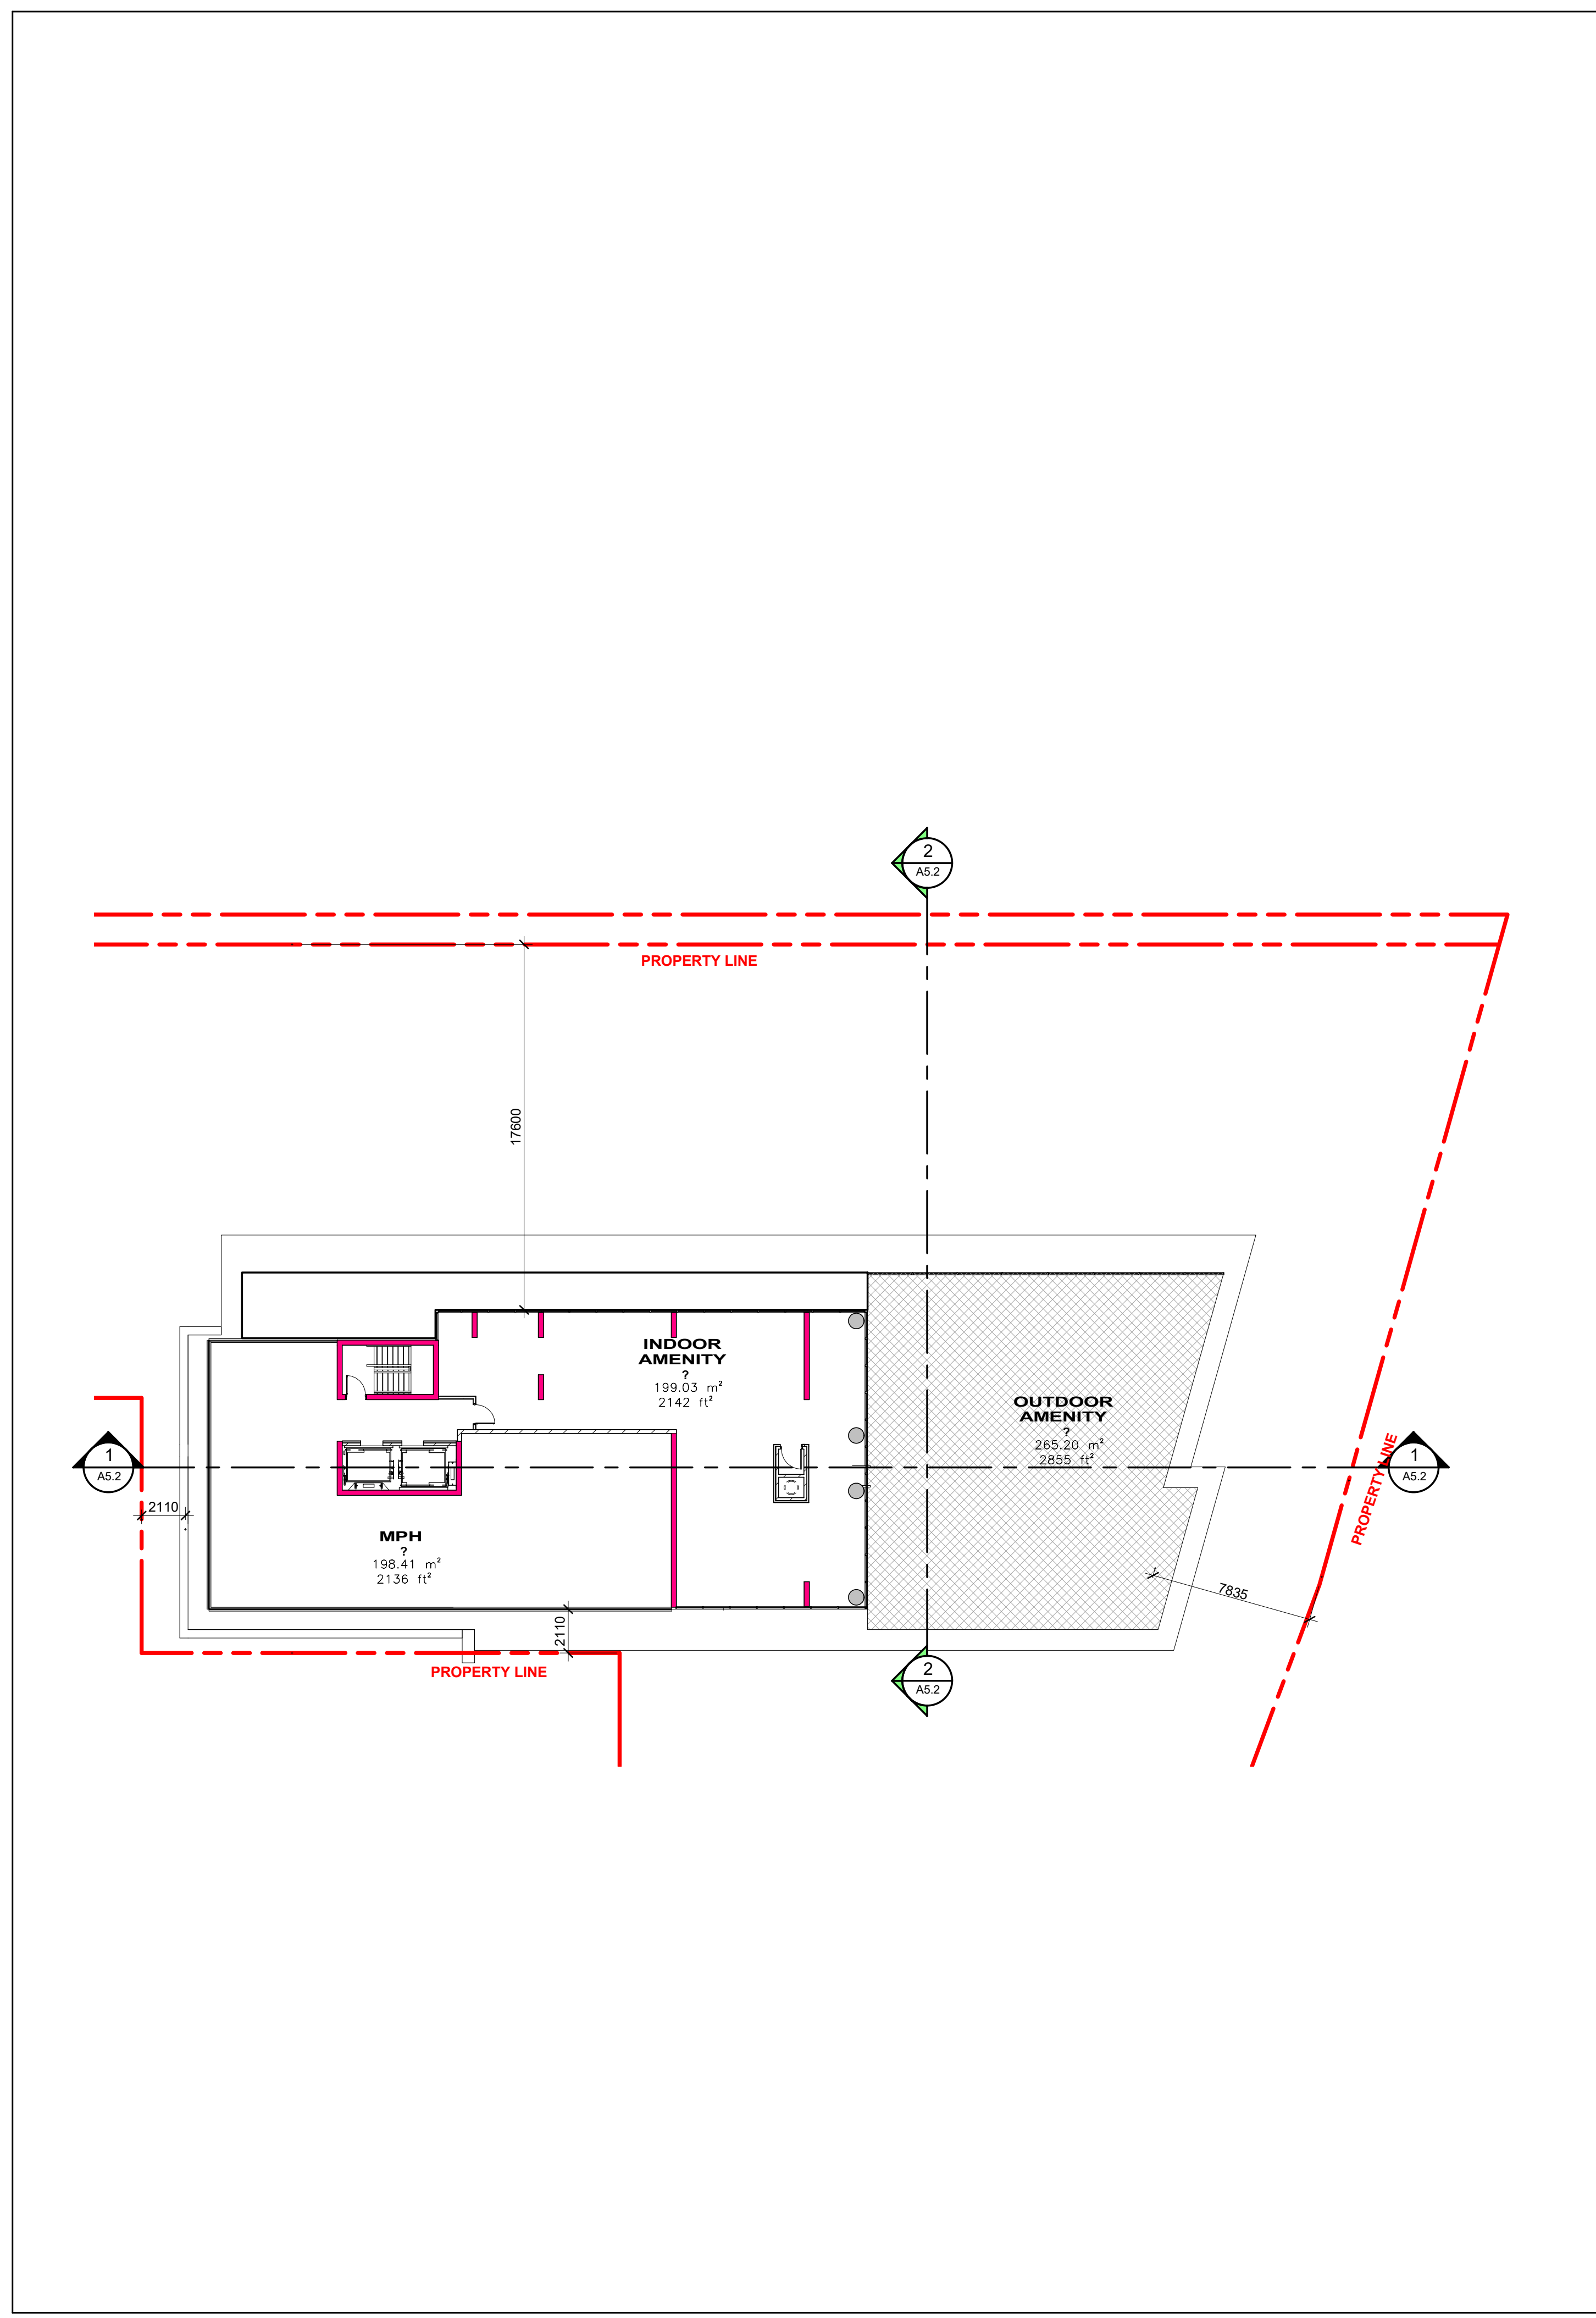 2
A5.2
PROPERTY LINE
17600
INDOOR
AMENITY
?
199.03 m²
2142 ft²
OUTDOOR
AMENITY
?
265.20 m²
2855 ft²
PROPERTY LINE
1
A5.2
1
A5.2
2110
MPH
?
198.41 m²
2136 ft²
7835
2110
PROPERTY LINE
2
A5.2